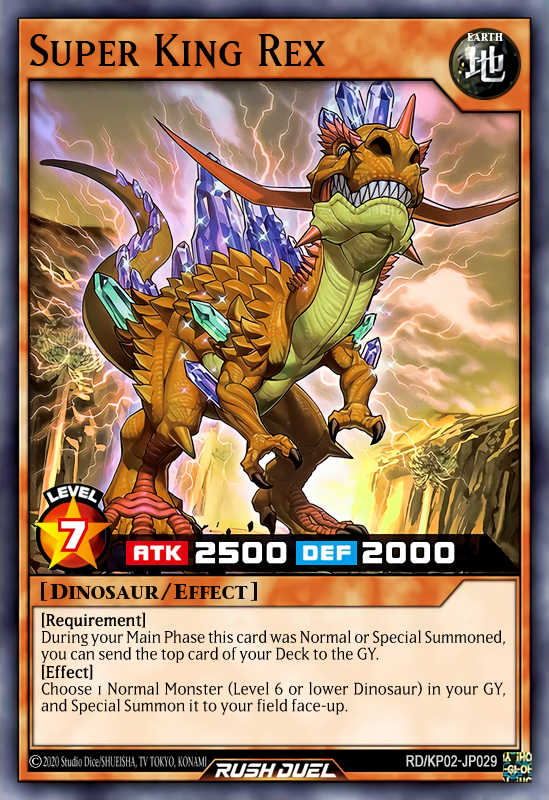 Super King Rex
EARTH
地
LEVEL
7
ATK 2500 DEF 2000
[Dinosaur/Effect]
[Requirement]
During your Main Phase this card was Normal or Special Summoned,
you can send the top card of your Deck to the GY.
[Effect]
Choose 1 Normal Monster (Level 6 or lower Dinosaur) in your GY,
and Special Summon it to your field face-up.
©2020 Studio Dice/SHUEISHA, TV TOKYO, KONAMI
RUSH DUEL
RD/KP02-JP029